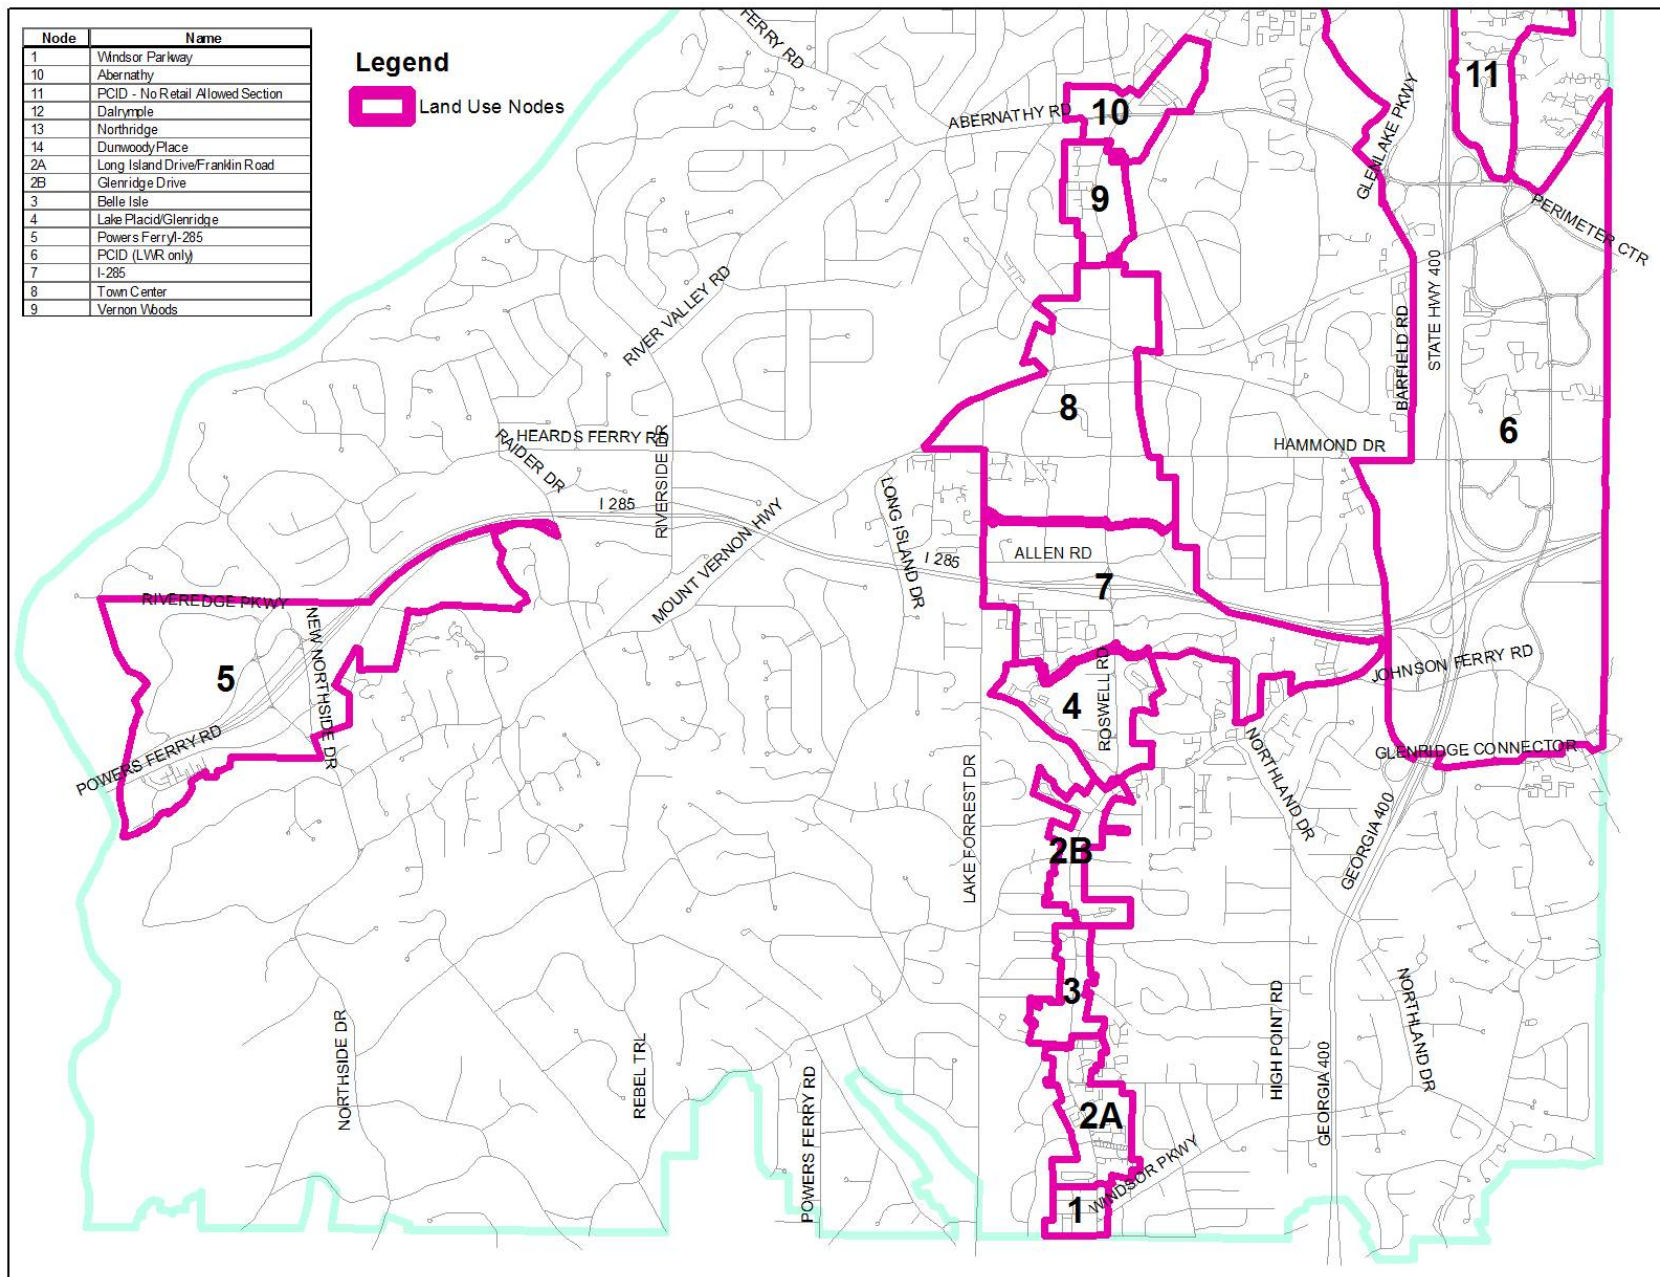 Node Name
1 Windsor Parkway
10 Abernathy
11 PCID - No Retail Allowed Section
12 Dalrymple
13 Northridge
14 Dunwoody Place
2A Long Island Drive/Franklin Road
2B Glenridge Drive
3 Belle Isle
4 Lake Placid/Glenridge
5 Powers Ferry/I-285
6 PCID (LWR only)
7 I-285
8 Town Center
9 Vernon Woods
Legend
Land Use Nodes
FERRY RD
ABERNATHY RD
10
GLENLAKE PKWY
11
9
PERIMETER CTR
RIVER VALLEY RD
STATE HWY 400
BARFIELD RD
8
6
HEARDS FERRY RD
RAIDER DR
RIVERSIDE DR
HAMMOND DR
I 285
MOUNT VERNON HWY
LONG ISLAND DR
I 285
ALLEN RD
7
RIVEREDGE PKWY
NEW NORTHSIDE DR
5
4
ROSWELL RD
JOHNSON FERRY RD
POWERS FERRY RD
NORTHLAND DR
GLENRIDGE CONNECTOR
LAKE FORREST DR
2B
GEORGIA 400
3
HIGH POINT RD
NORTHLAND DR
NORTHSIDE DR
REBEL TRL
POWERS FERRY RD
GEORGIA 400
2A
WINDSOR PKWY
1